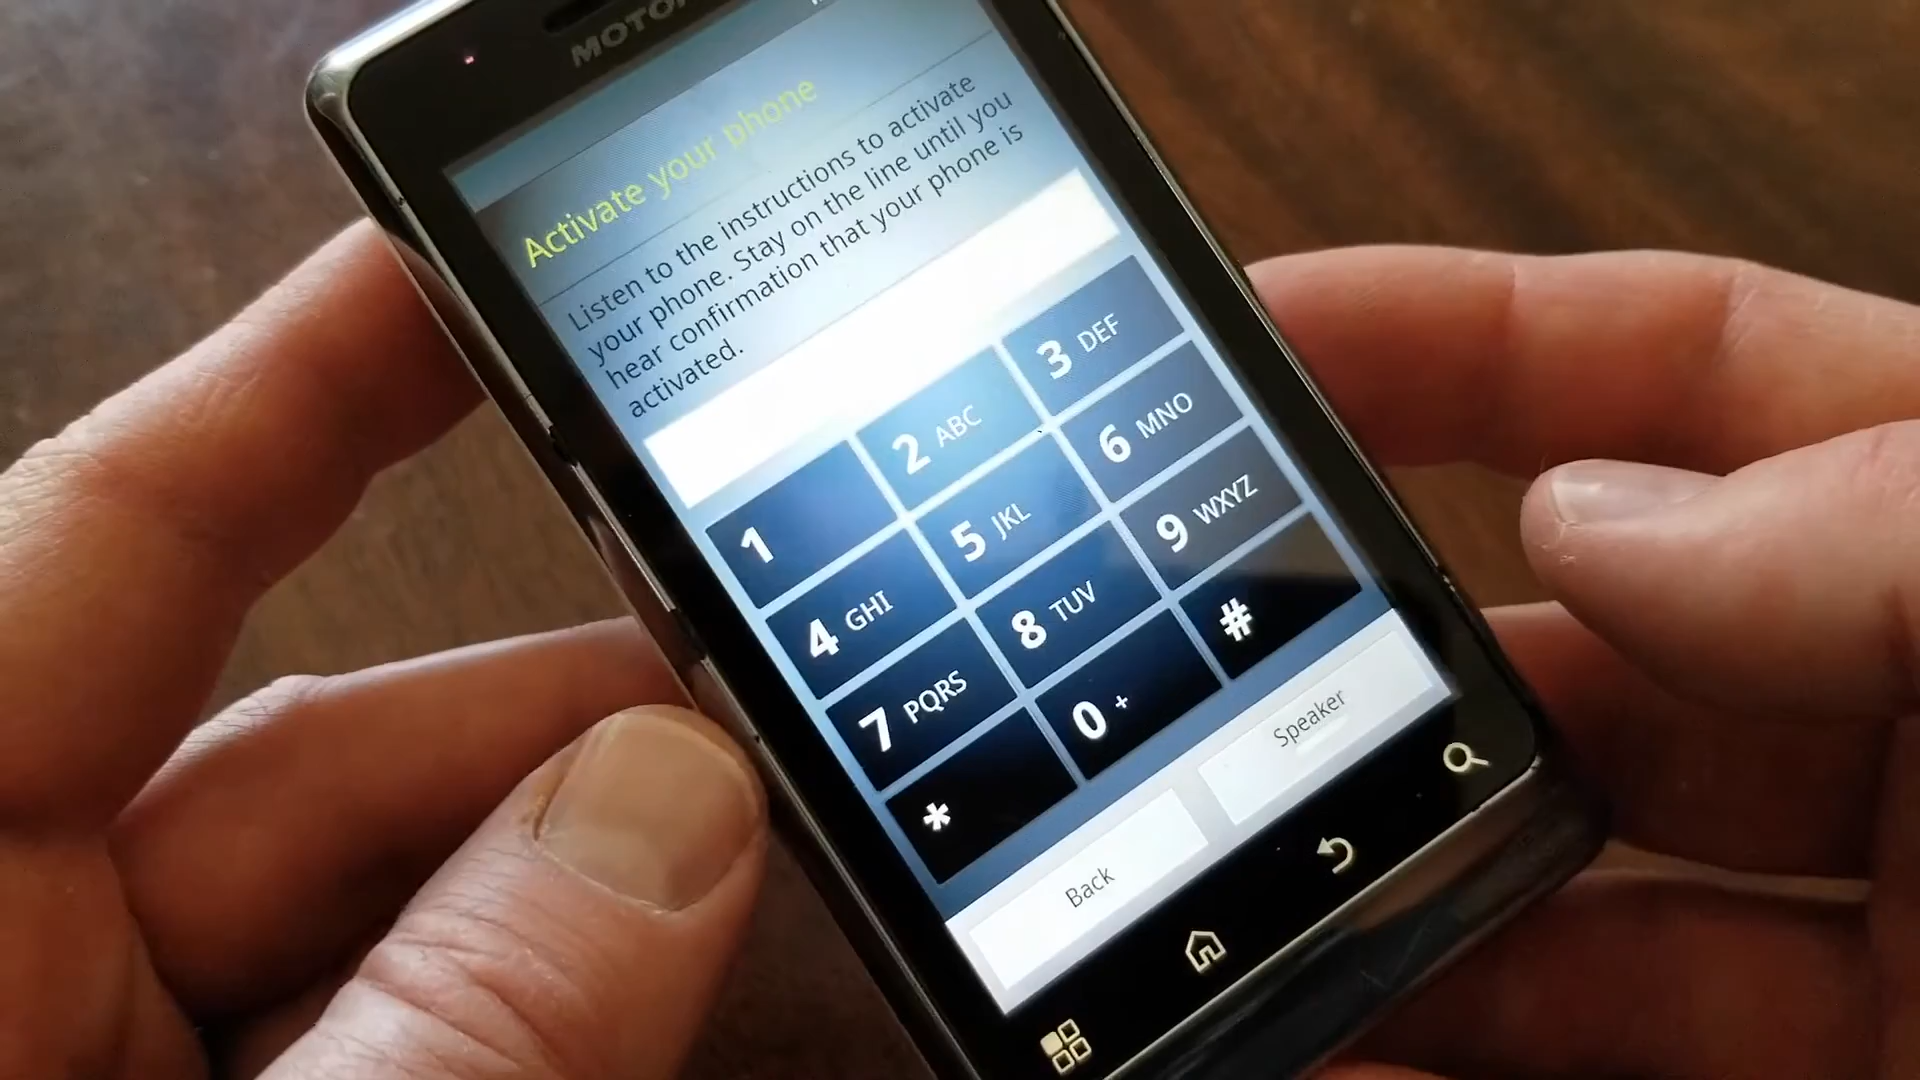 Activate your phone
Listen to the instructions to activate
your phone. Stay on the line until you
hear confirmation that your phone is
activated.
1
2 ABC
3 DEF
4 GHI
5 JKL
6 MNO
7 PQRS
8 TUV
9 WXYZ
*
0 +
#
Back
Speaker